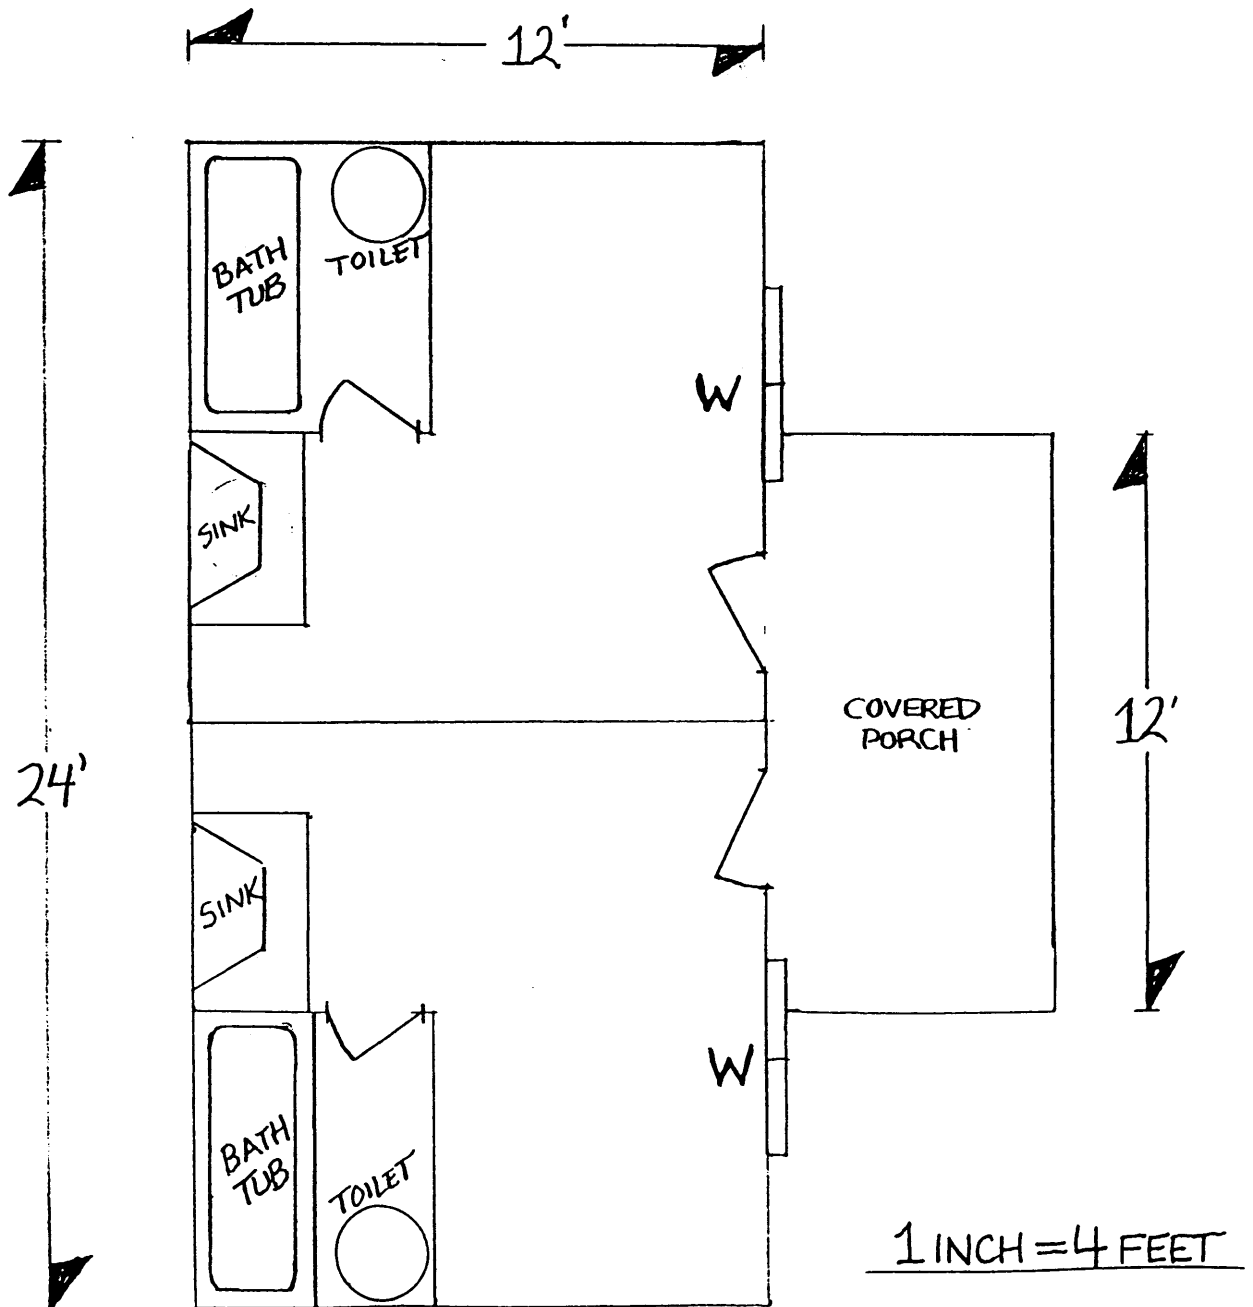 12'
BATH
TUB
TOILET
W
SINK
COVERED
PORCH
12'
24'
SINK
W
BATH
TUB
TOILET
1 INCH = 4 FEET